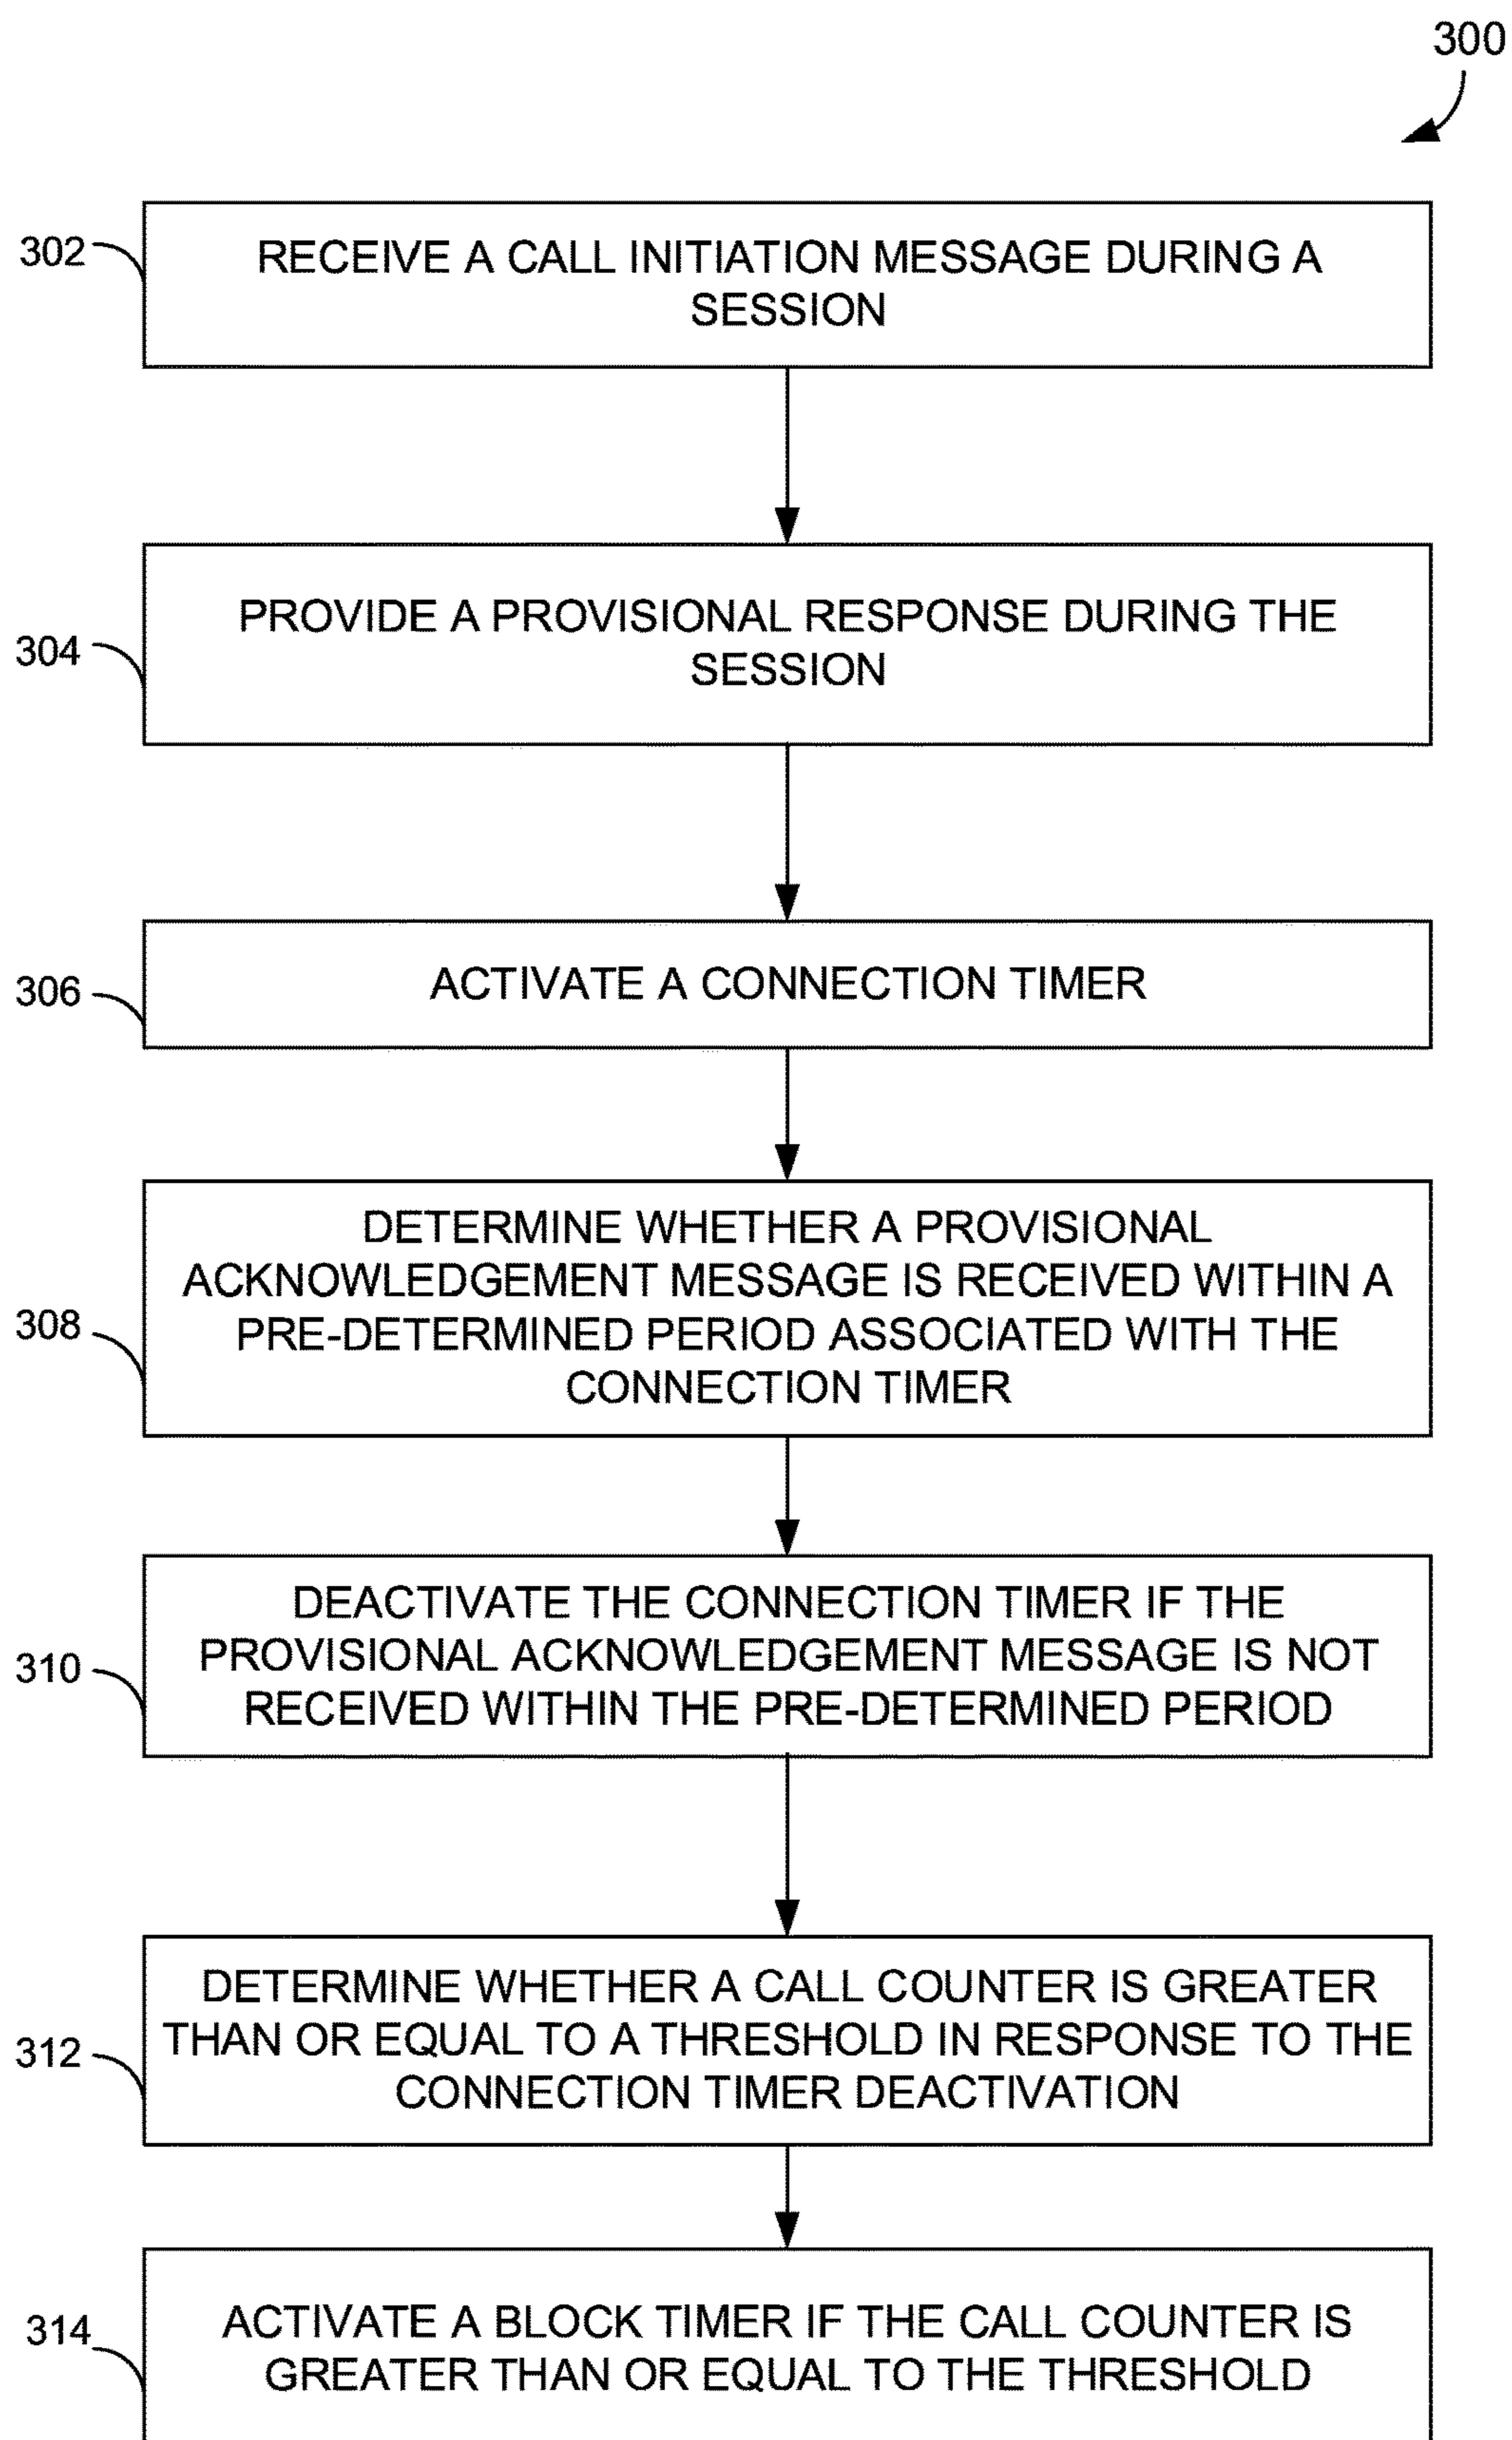 300
302
RECEIVE A CALL INITIATION MESSAGE DURING A
SESSION
304
PROVIDE A PROVISIONAL RESPONSE DURING THE
SESSION
306
ACTIVATE A CONNECTION TIMER
308
DETERMINE WHETHER A PROVISIONAL
ACKNOWLEDGEMENT MESSAGE IS RECEIVED WITHIN A
PRE-DETERMINED PERIOD ASSOCIATED WITH THE
CONNECTION TIMER
310
DEACTIVATE THE CONNECTION TIMER IF THE
PROVISIONAL ACKNOWLEDGEMENT MESSAGE IS NOT
RECEIVED WITHIN THE PRE-DETERMINED PERIOD
312
DETERMINE WHETHER A CALL COUNTER IS GREATER
THAN OR EQUAL TO A THRESHOLD IN RESPONSE TO THE
CONNECTION TIMER DEACTIVATION
314
ACTIVATE A BLOCK TIMER IF THE CALL COUNTER IS
GREATER THAN OR EQUAL TO THE THRESHOLD